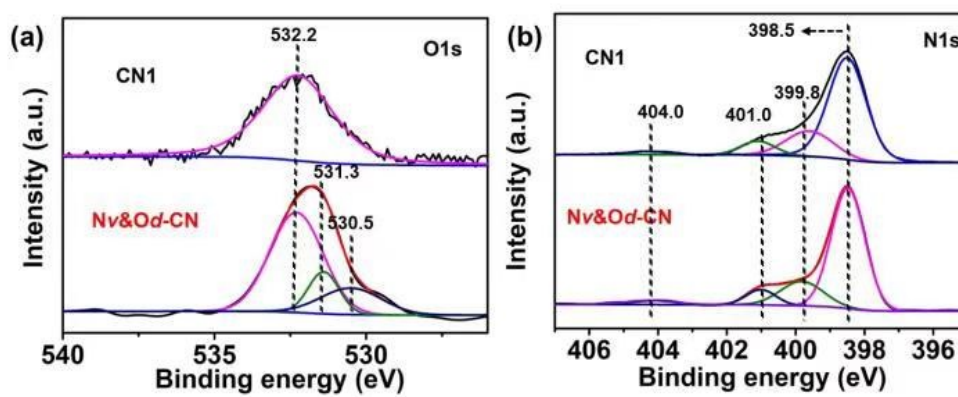 (a)
532.2
O1s
CN1
531.3
530.5
Nv&Od-CN
Intensity (a.u.)
540 535 530
Binding energy (eV)
(b)
398.5
N1s
CN1
399.8
404.0
401.0
Nv&Od-CN
Intensity (a.u.)
406 404 402 400 398 396
Binding energy (eV)